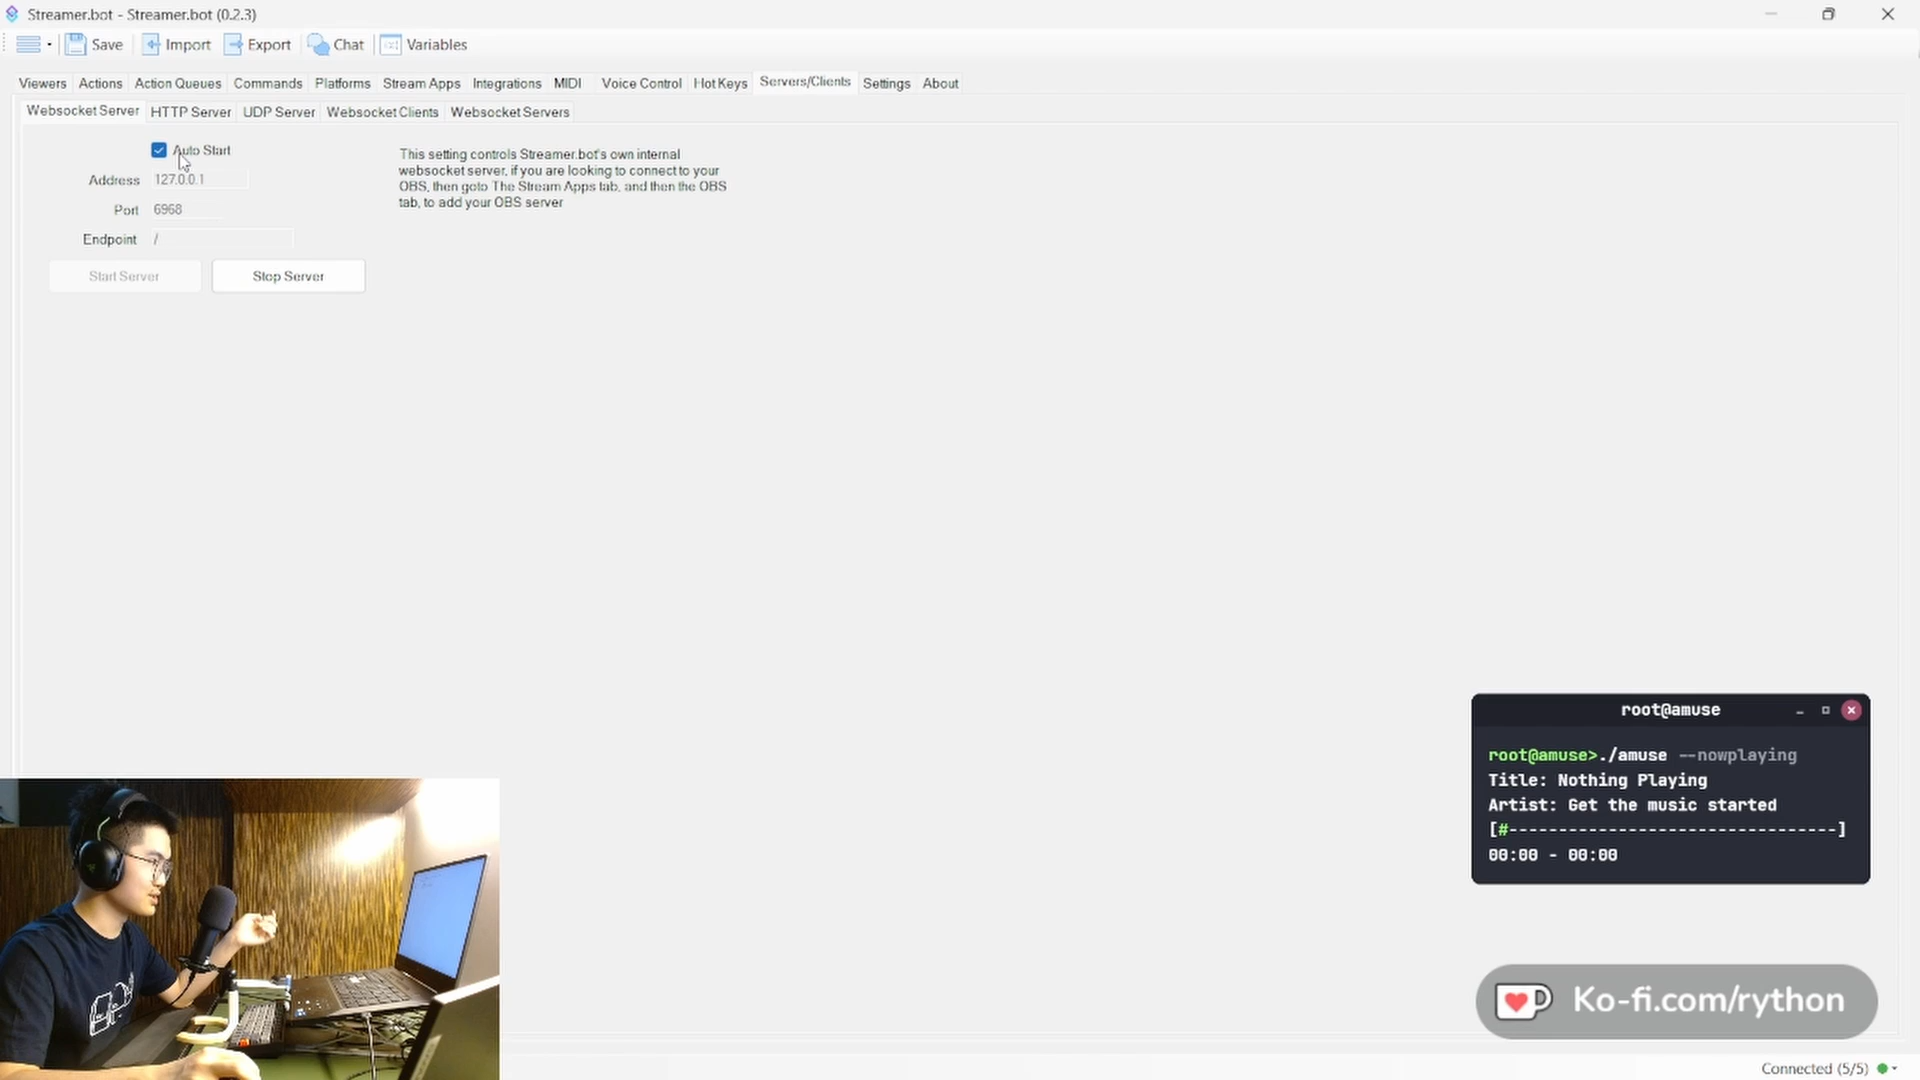 Streamer.bot - Streamer.bot (0.2.3)
Save Import Export Chat Variables
Viewers Actions Action Queues Commands Platforms Stream Apps Integrations MIDI Voice Control Hot Keys Servers/Clients Settings About
Websocket Server HTTP Server UDP Server Websocket Clients Websocket Servers
Auto Start
Address 127.0.0.1
Port 6968
Endpoint /
Start Server Stop Server
This setting controls Streamer.bot's own internal
websocket server, if you are looking to connect to your
OBS, then goto The Stream Apps tab, and then the OBS
tab, to add your OBS server
root@amuse
root@amuse>./amuse --nowplaying
Title: Nothing Playing
Artist: Get the music started
[#---------------------------------]
00:00 - 00:00
Ko-fi.com/rython
Connected (5/5)